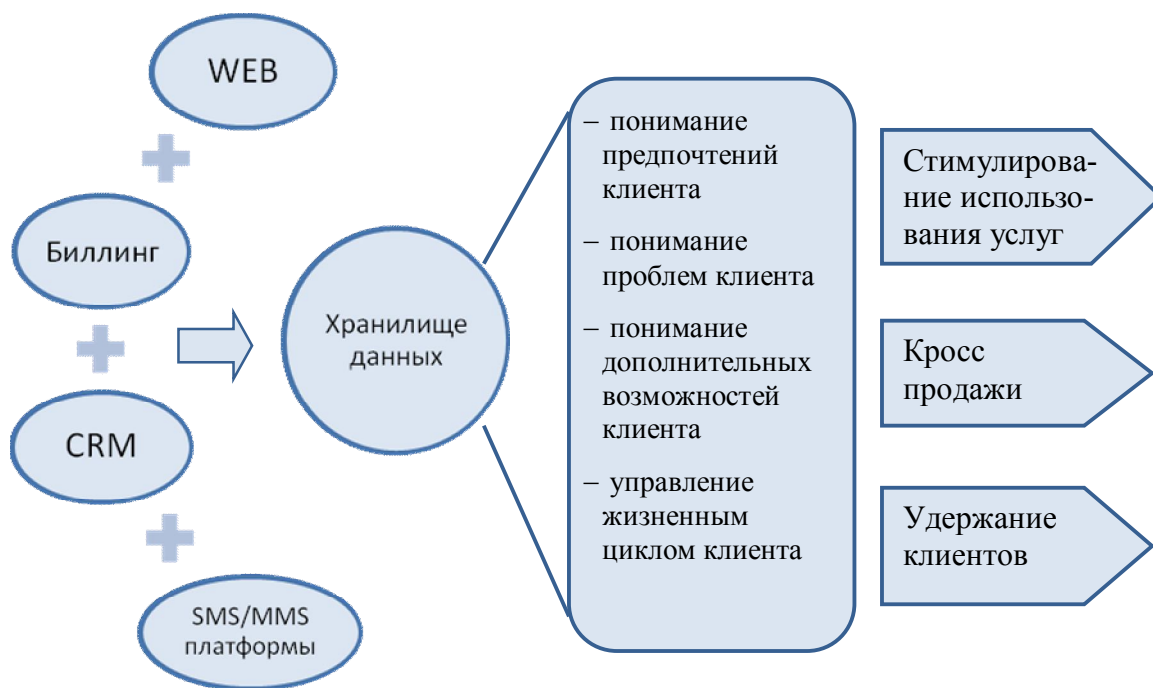 WEB
Биллинг
CRM
SMS/MMS
платформы
Хранилище
данных
– понимание
предпочтений
клиента
– понимание
проблем клиента
– понимание
дополнительных
возможностей
клиента
– управление
жизненным
циклом клиента
Стимулирова-
ние использо-
вания услуг
Кросс
продажи
Удержание
клиентов